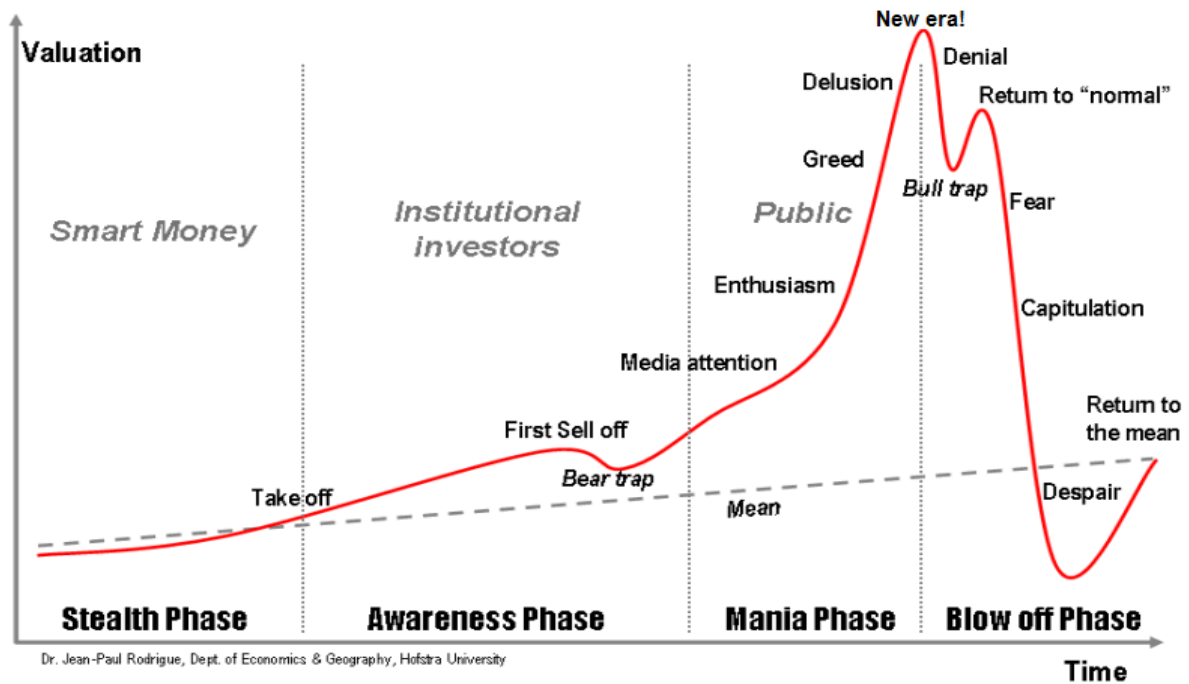 New era!
Valuation
Denial
Delusion
Return to “normal”
Greed
Bull trap
Fear
Smart Money
Institutional
investors
Public
Enthusiasm
Capitulation
Media attention
First Sell off
Return to
the mean
Bear trap
Take off
Mean
Despair
Stealth Phase
Awareness Phase
Mania Phase
Blow off Phase
Dr. Jean-Paul Rodrigue, Dept. of Economics & Geography, Hofstra University
Time